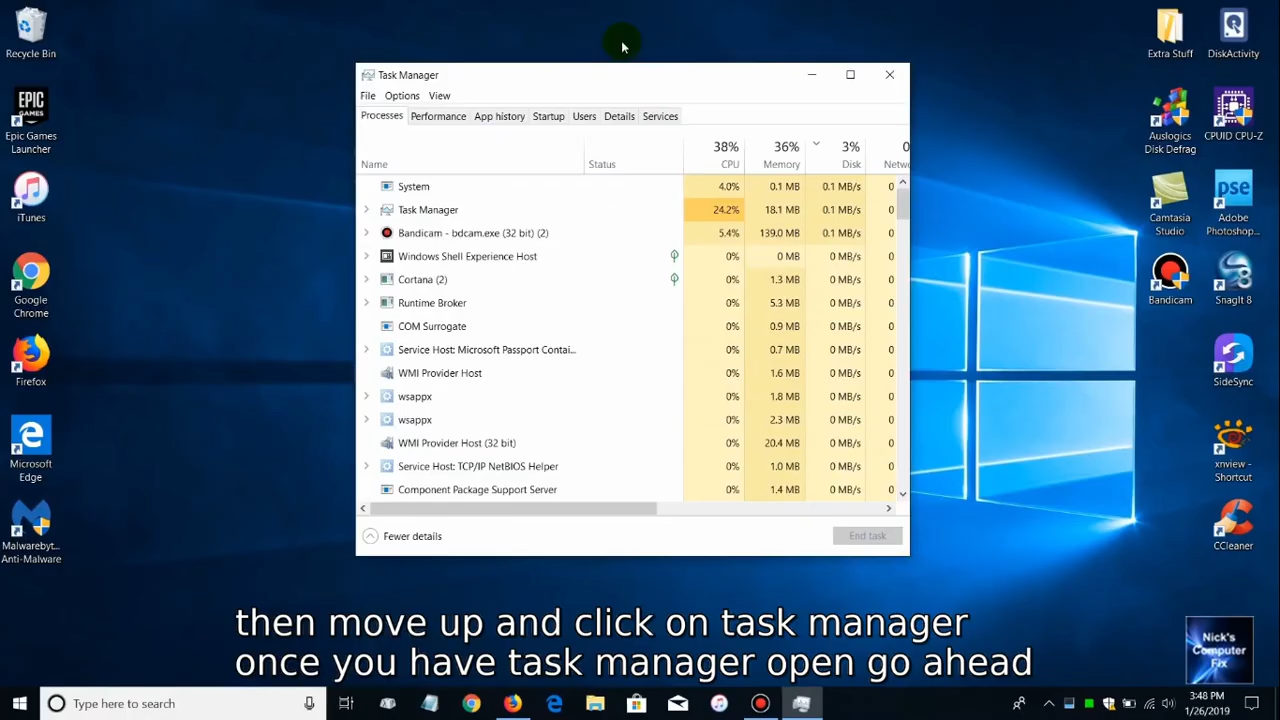 Recycle Bin
Epic Games
Launcher
iTunes
Google
Chrome
Firefox
Microsoft
Edge
Malwarebyt...
Anti-Malware
Extra Stuff
DiskActivity
Auslogics
Disk Defrag
CPUID CPU-Z
Camtasia
Studio
Adobe
Photoshop...
Bandicam
SnagIt 8
SideSync
xnview -
Shortcut
CCleaner
EPIC
GAMES
pse
Task Manager
File Options View
Processes Performance App history Startup Users Details Services
38% 36% 3% 0
Name Status CPU Memory Disk Netwo
System 4.0% 0.1 MB 0.1 MB/s 0
Task Manager 24.2% 18.1 MB 0.1 MB/s 0
Bandicam - bdcam.exe (32 bit) (2) 5.4% 139.0 MB 0.1 MB/s 0
Windows Shell Experience Host 0% 0 MB 0 MB/s 0
Cortana (2) 0% 1.3 MB 0 MB/s 0
Runtime Broker 0% 5.3 MB 0 MB/s 0
COM Surrogate 0% 0.9 MB 0 MB/s 0
Service Host: Microsoft Passport Contai... 0% 0.7 MB 0 MB/s 0
WMI Provider Host 0% 1.6 MB 0 MB/s 0
wsappx 0% 1.8 MB 0 MB/s 0
wsappx 0% 2.3 MB 0 MB/s 0
WMI Provider Host (32 bit) 0% 20.4 MB 0 MB/s 0
Service Host: TCP/IP NetBIOS Helper 0% 1.0 MB 0 MB/s 0
Component Package Support Server 0% 1.4 MB 0 MB/s 0
Fewer details End task
then move up and click on task manager
once you have task manager open go ahead
Nick's
Computer
Fix
Type here to search
3:48 PM
1/26/2019